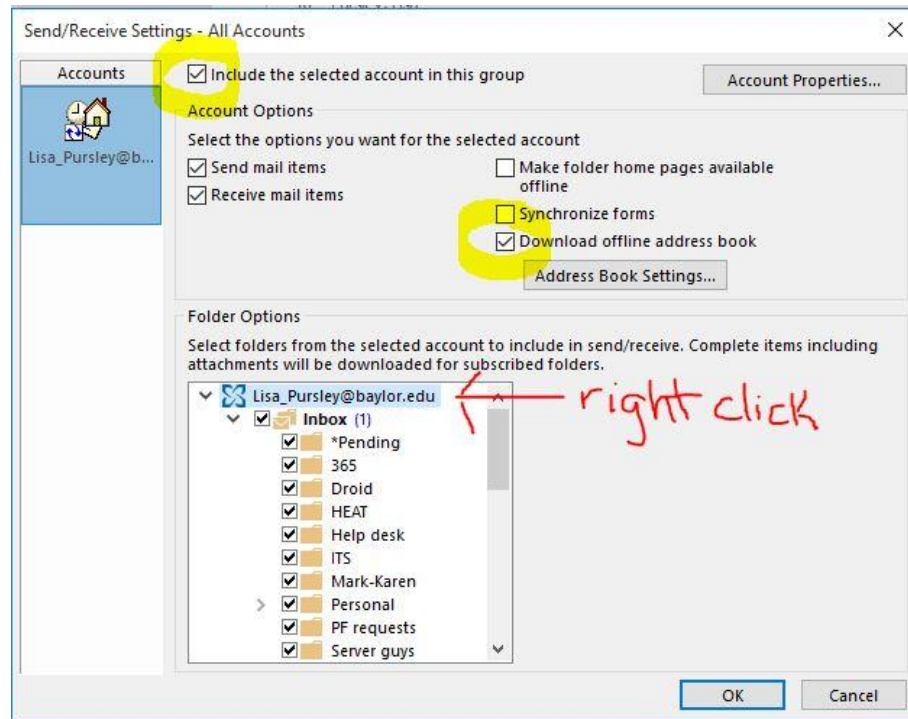 Send/Receive Settings - All Accounts
Accounts
Include the selected account in this group
Account Properties...
Lisa_Pursley@b...
Account Options
Select the options you want for the selected account
Send mail items
Make folder home pages available
offline
Receive mail items
Synchronize forms
Download offline address book
Address Book Settings...
Folder Options
Select folders from the selected account to include in send/receive. Complete items including
attachments will be downloaded for subscribed folders.
Lisa_Pursley@baylor.edu
right click
Inbox (1)
*Pending
365
Droid
HEAT
Help desk
ITS
Mark-Karen
Personal
PF requests
Server guys
OK
Cancel